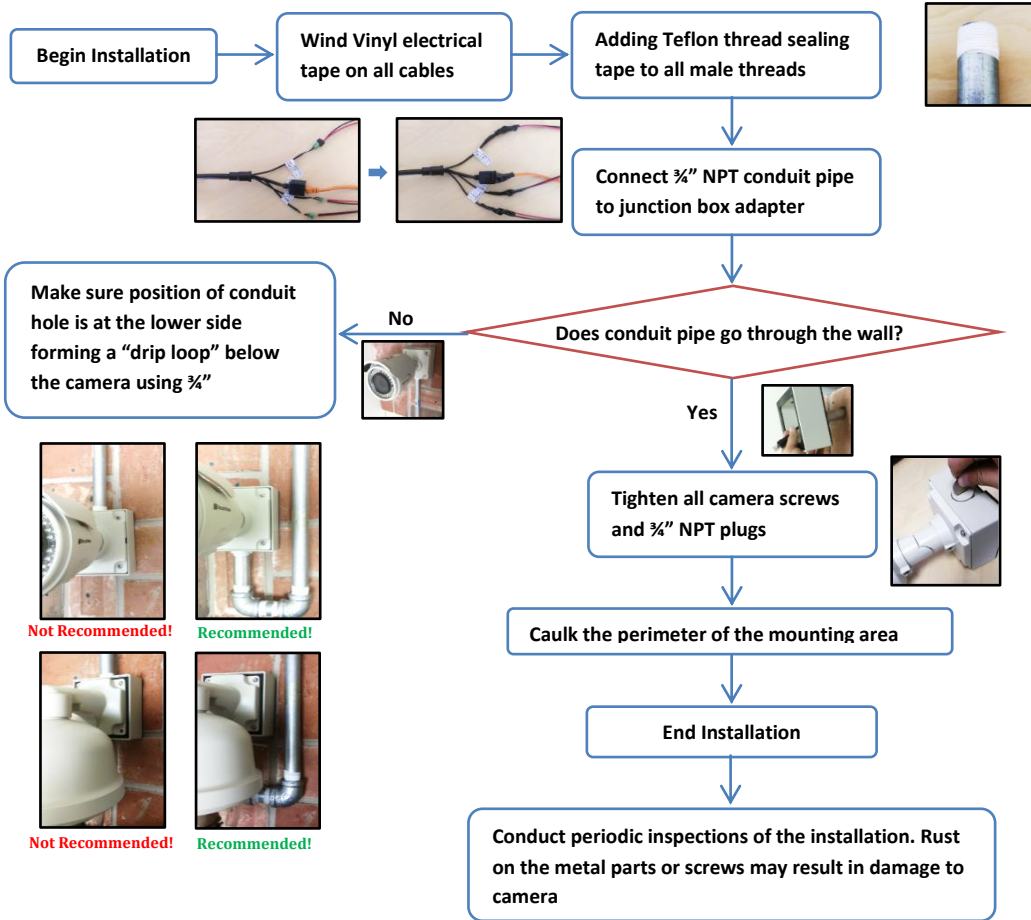 Begin Installation
Wind Vinyl electrical
tape on all cables
Adding Teflon thread sealing
tape to all male threads
Connect ¾” NPT conduit pipe
to junction box adapter
Does conduit pipe go through the wall?
No
Make sure position of conduit
hole is at the lower side
forming a “drip loop” below
the camera using ¾”
Yes
Tighten all camera screws
and ¾” NPT plugs
Not Recommended!
Recommended!
Caulk the perimeter of the mounting area
End Installation
Not Recommended!
Recommended!
Conduct periodic inspections of the installation. Rust
on the metal parts or screws may result in damage to
camera